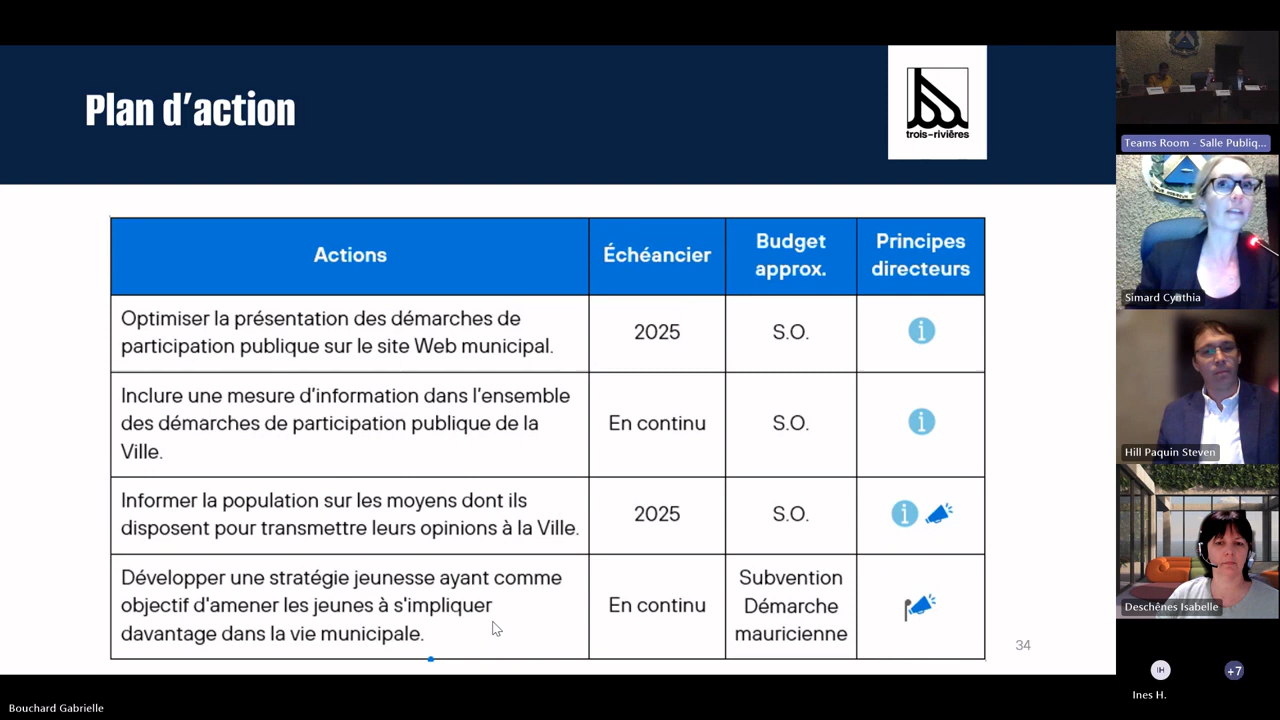 Plan d'action
trois-rivières
Actions
Échéancier
Budget
approx.
Principes
directeurs
Optimiser la présentation des démarches de
participation publique sur le site Web municipal.
2025
S.O.
i
Inclure une mesure d'information dans l'ensemble
des démarches de participation publique de la
Ville.
En continu
S.O.
i
Informer la population sur les moyens dont ils
disposent pour transmettre leurs opinions à la Ville.
2025
S.O.
i
Développer une stratégie jeunesse ayant comme
objectif d'amener les jeunes à s'impliquer
davantage dans la vie municipale.
En continu
Subvention
Démarche
mauricienne
34
Teams Room - Salle Publiq...
Simard Cynthia
Hill Paquin Steven
Deschênes Isabelle
IH
+7
Ines H.
Bouchard Gabrielle